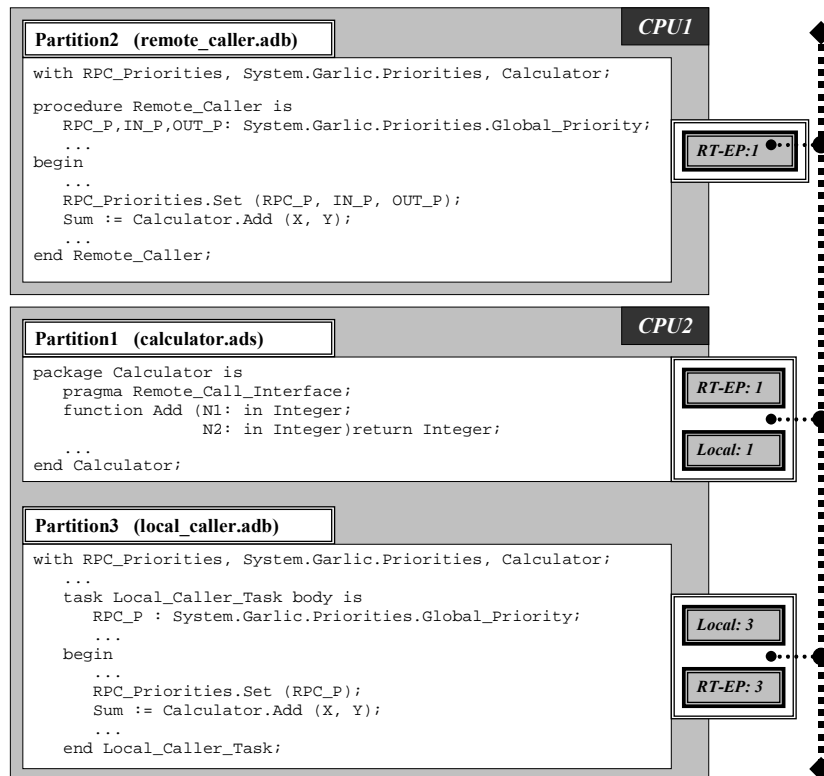 CPU1
Partition2 (remote_caller.adb)
with RPC_Priorities, System.Garlic.Priorities, Calculator;
procedure Remote_Caller is
RPC_P,IN_P,OUT_P: System.Garlic.Priorities.Global_Priority;
...
begin
...
RPC_Priorities.Set (RPC_P, IN_P, OUT_P);
Sum := Calculator.Add (X, Y);
...
end Remote_Caller;
RT-EP:1
CPU2
Partition1 (calculator.ads)
package Calculator is
pragma Remote_Call_Interface;
function Add (N1: in Integer;
N2: in Integer)return Integer;
...
end Calculator;
RT-EP: 1
Local: 1
Partition3 (local_caller.adb)
with RPC_Priorities, System.Garlic.Priorities, Calculator;
...
task Local_Caller_Task body is
RPC_P : System.Garlic.Priorities.Global_Priority;
...
begin
...
RPC_Priorities.Set (RPC_P);
Sum := Calculator.Add (X, Y);
...
end Local_Caller_Task;
Local: 3
RT-EP: 3